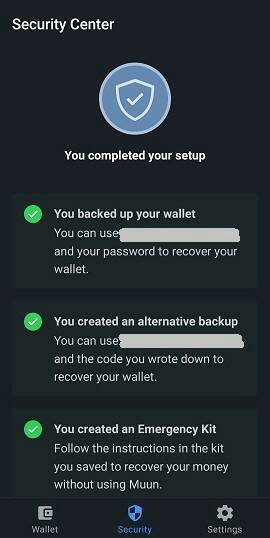 Security Center
You completed your setup
You backed up your wallet
You can use
and your password to recover your
wallet.
You created an alternative backup
You can use
and the code you wrote down to
recover your wallet.
You created an Emergency Kit
Follow the instructions in the kit
you saved to recover your money
without using Muun.
Wallet
Security
Settings